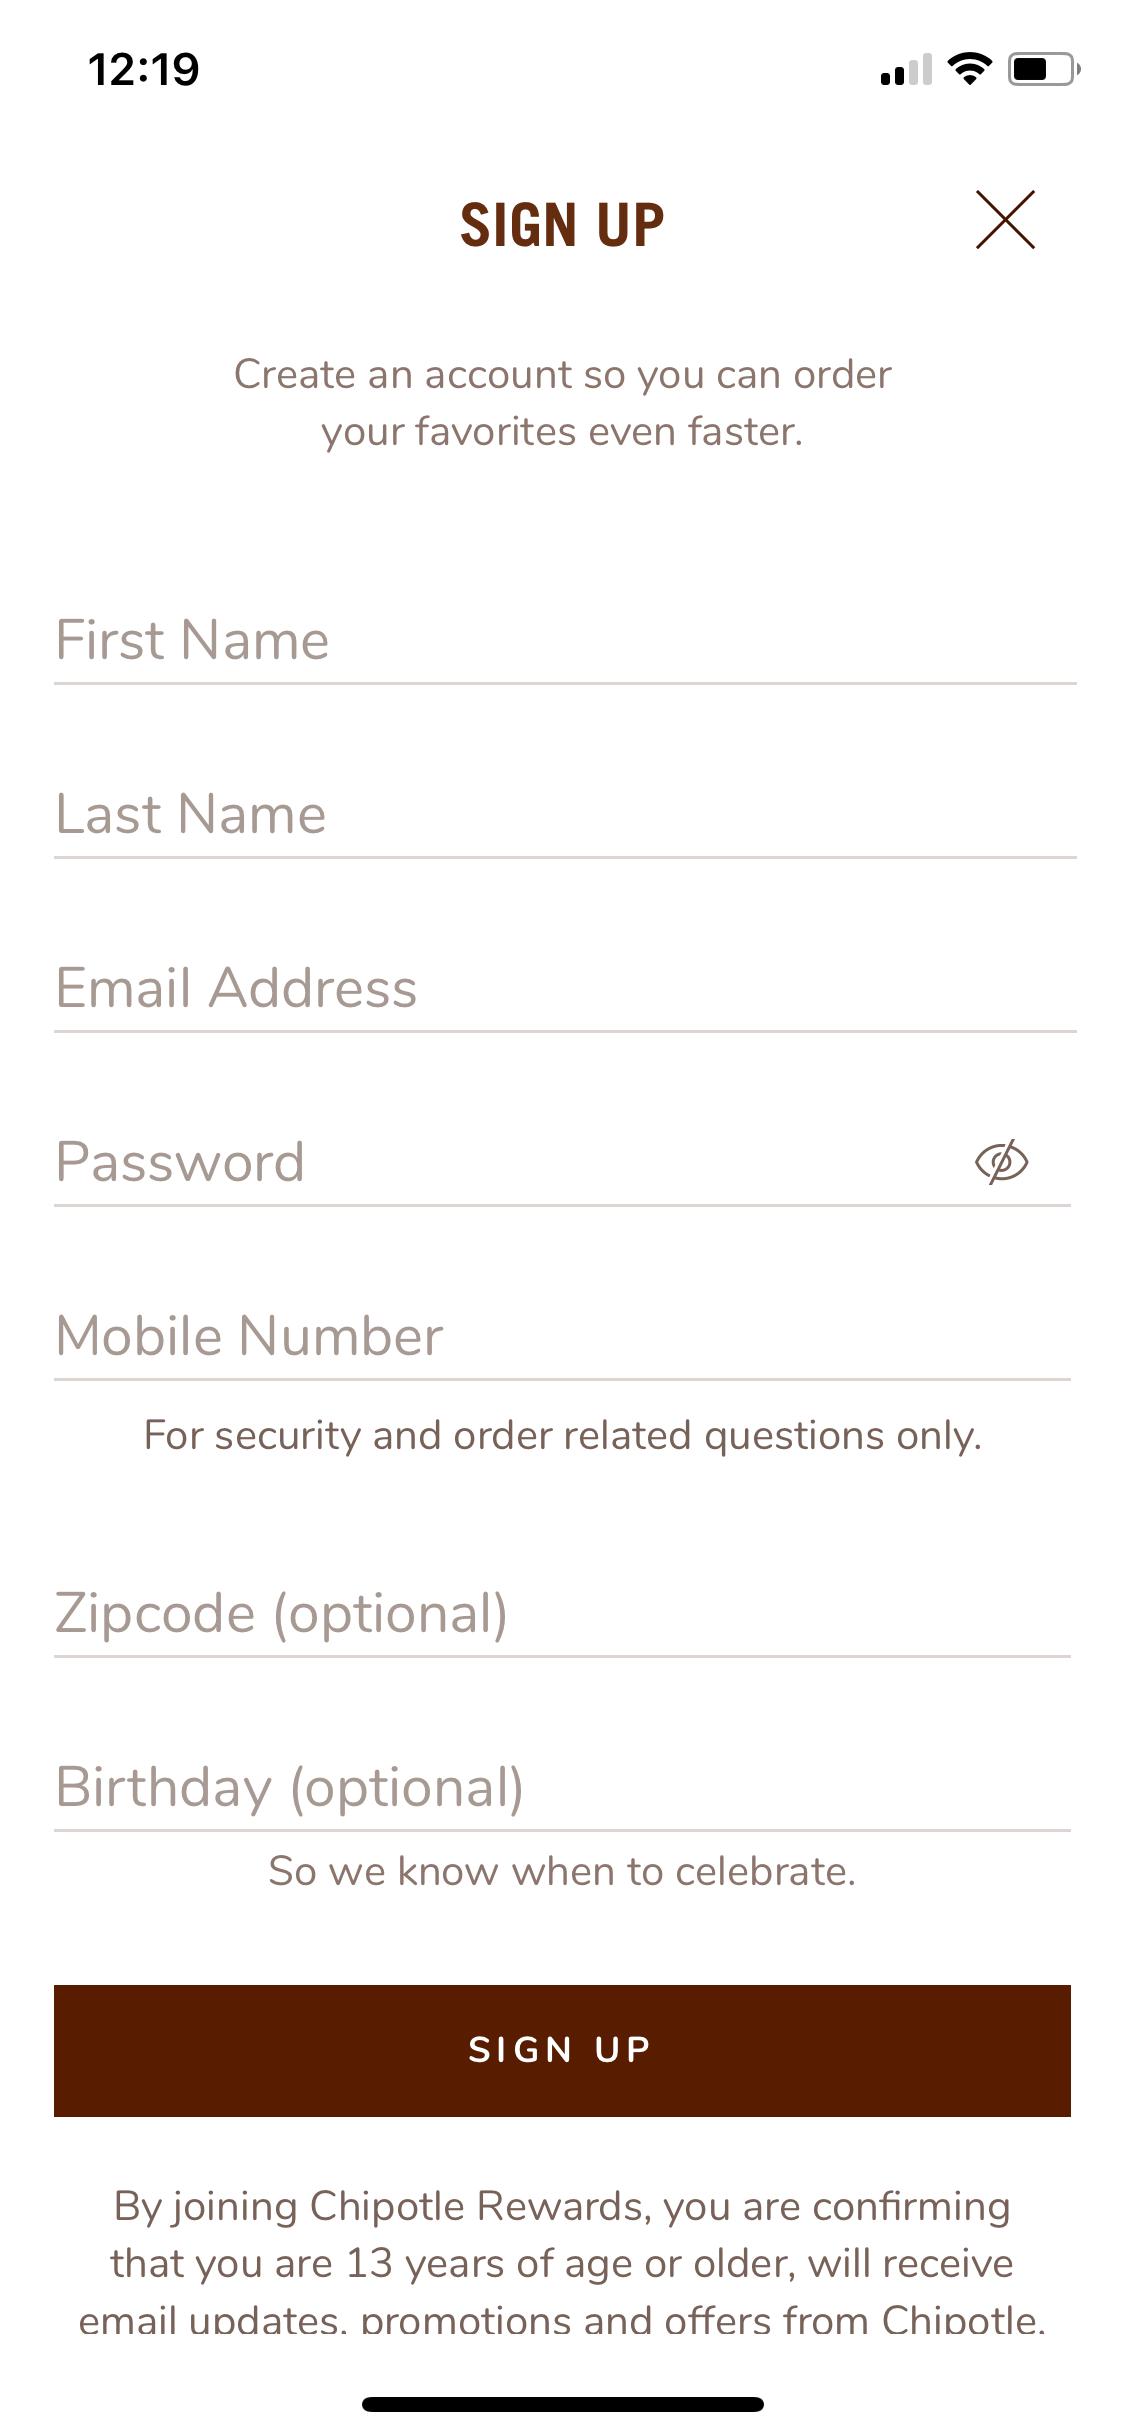 12:19
SIGN UP
Create an account so you can order
your favorites even faster.
First Name
Last Name
Email Address
Password
Mobile Number
For security and order related questions only.
Zipcode (optional)
Birthday (optional)
So we know when to celebrate.
SIGN UP
By joining Chipotle Rewards, you are confirming
that you are 13 years of age or older, will receive
email updates, promotions and offers from Chipotle,